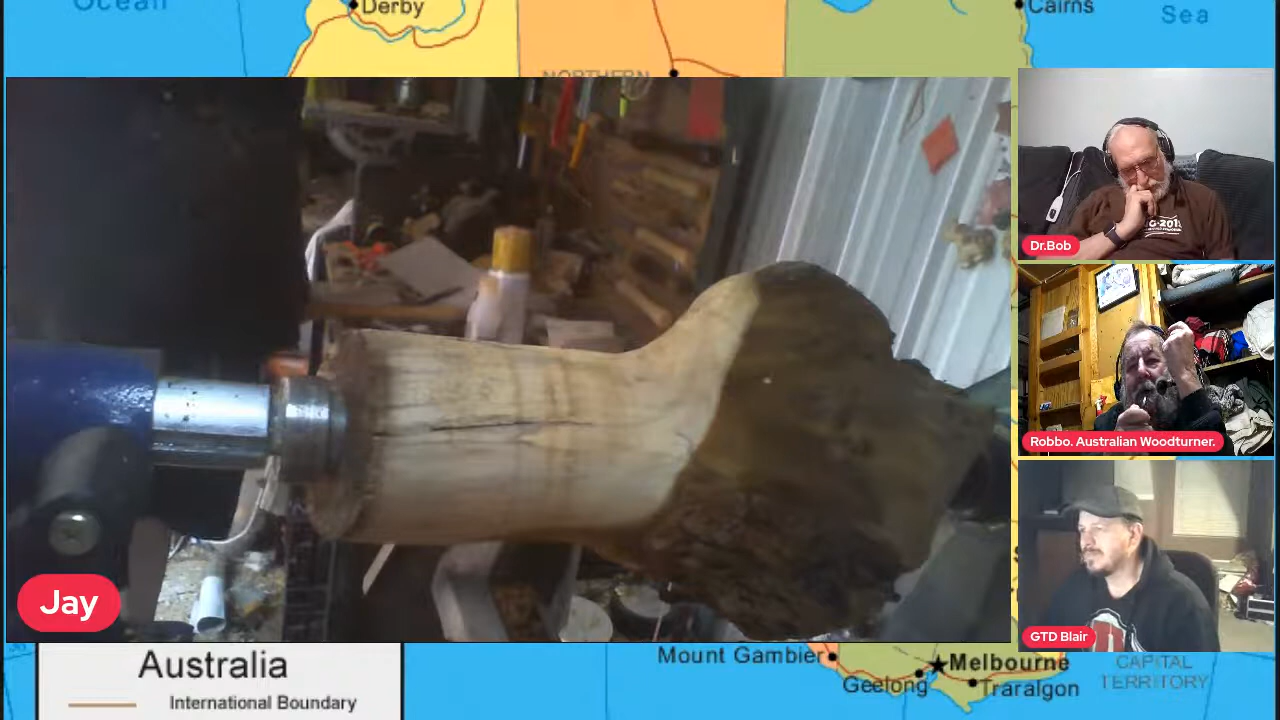 Ocean
Derby
Cairns
Sea
NORTHERN
Dr.Bob
Robbo. Australian Woodturner.
GTD Blair
Jay
Australia
International Boundary
Mount Gambier
Geelong
Melbourne
Traralgon
CAPITAL
TERRITORY